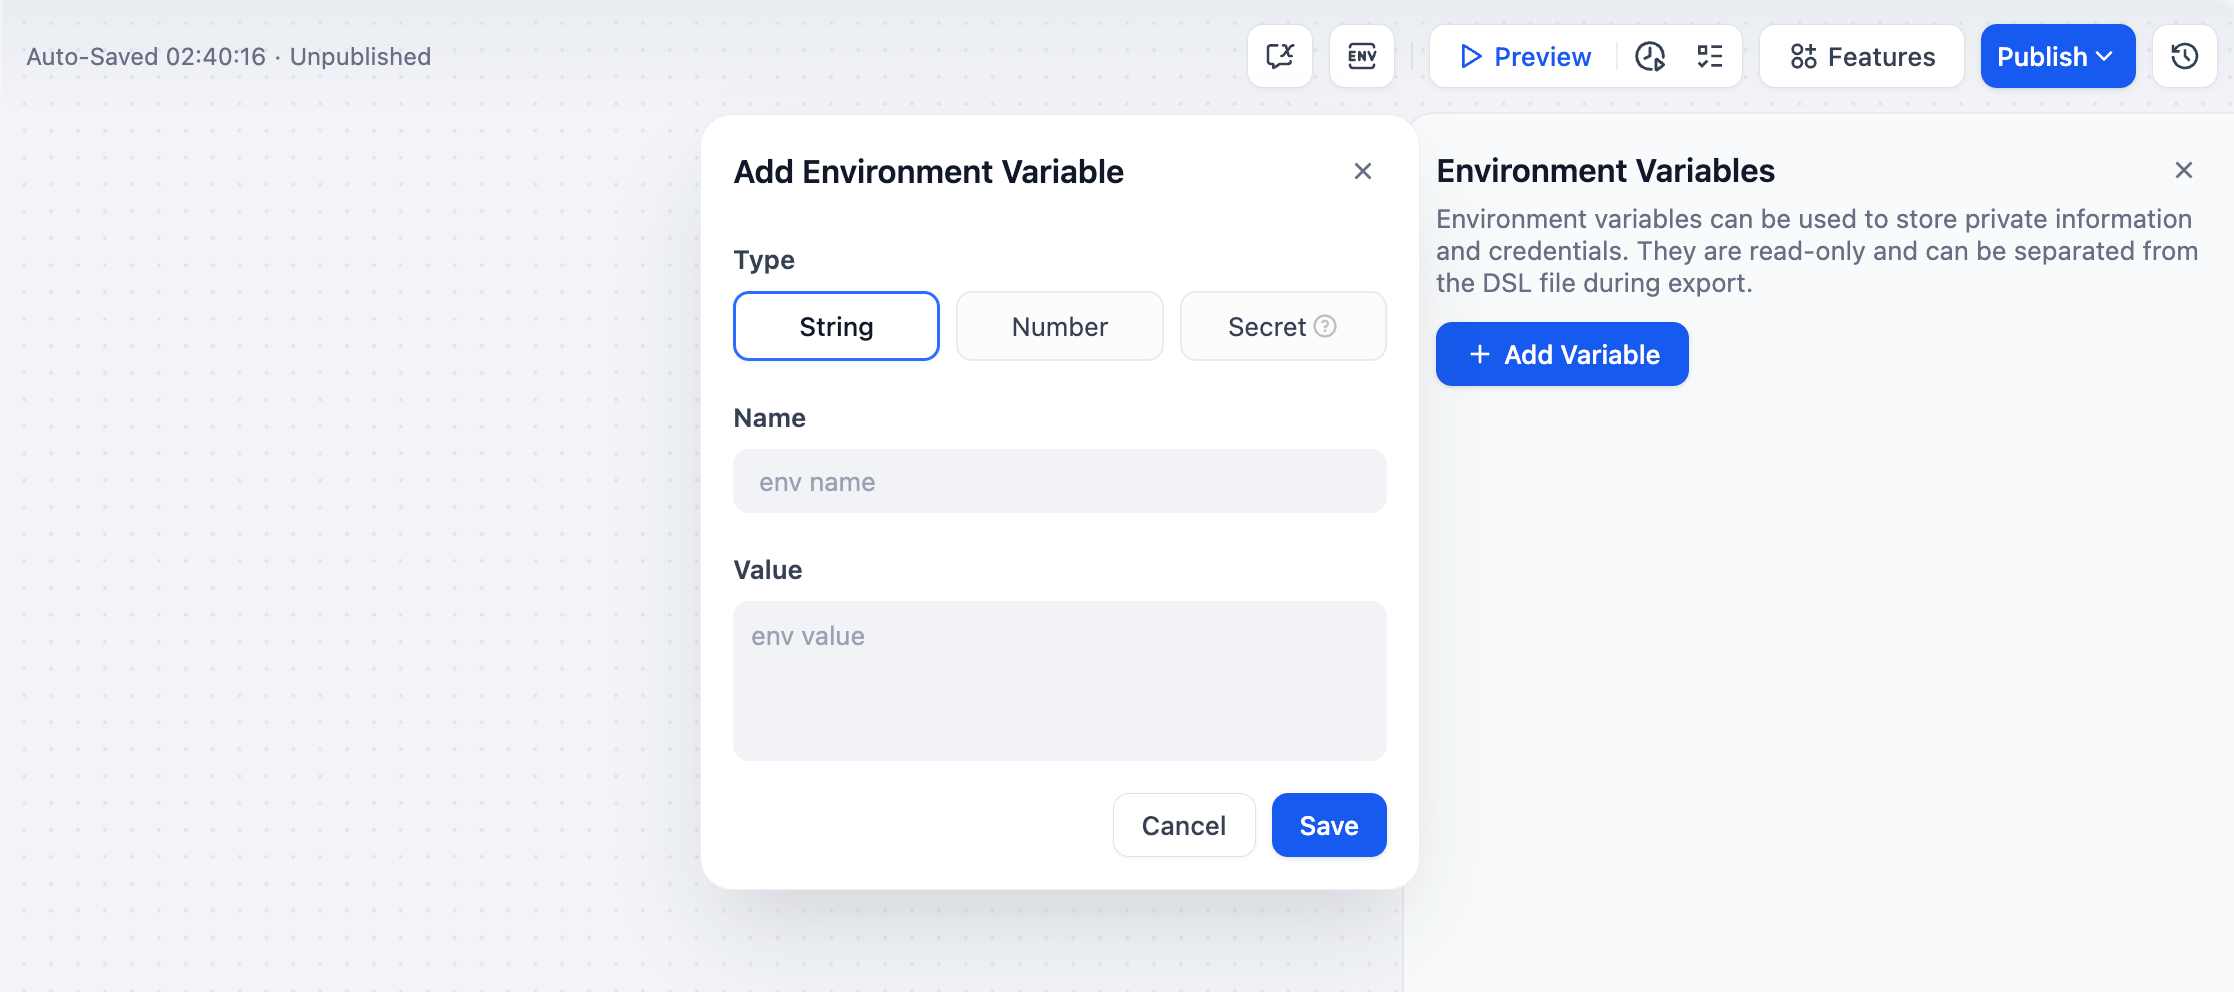 Auto-Saved 02:40:16 · Unpublished
ENV
Preview
Features
Publish
Add Environment Variable
Type
String
Number
Secret
Name
env name
Value
env value
Cancel
Save
Environment Variables
Environment variables can be used to store private information
and credentials. They are read-only and can be separated from
the DSL file during export.
+ Add Variable